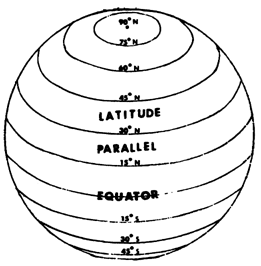 90° N
75° N
60° N
45° N
LATITUDE
30° N
PARALLEL
15° N
EQUATOR
15° S
30° S
45° S